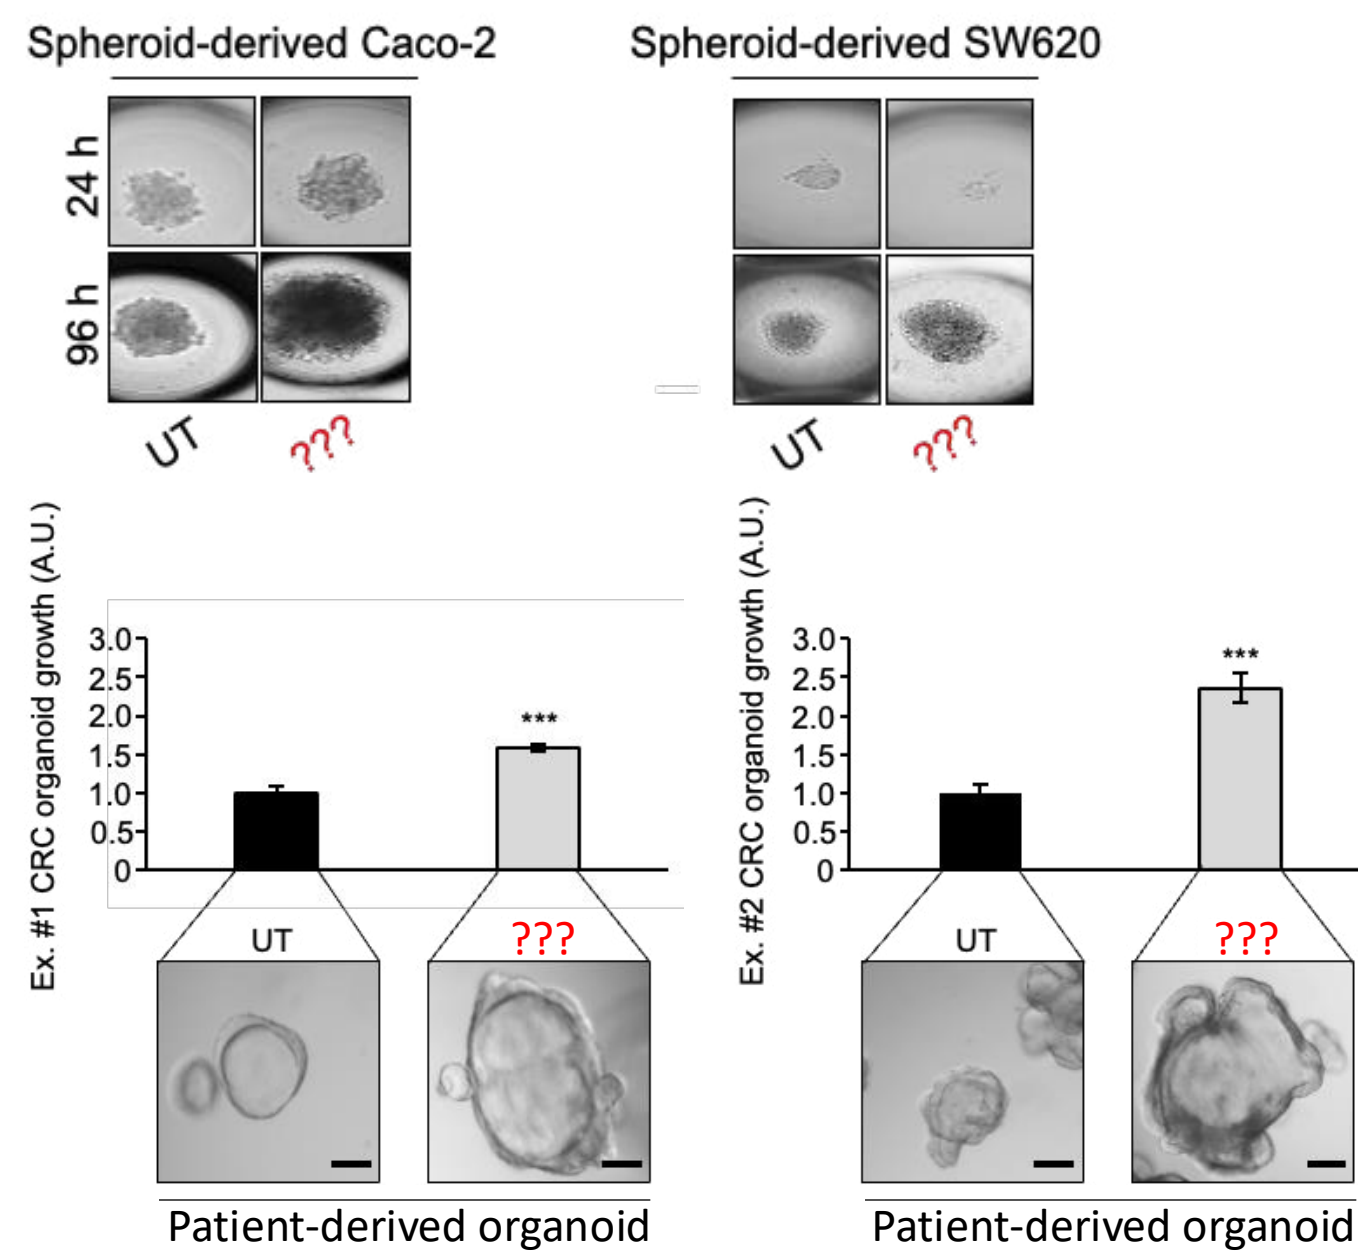 Spheroid-derived Caco-2
Spheroid-derived SW620
24 h
96 h
UT
???
UT
???
Ex. #1 CRC organoid growth (A.U.)
3.0
2.5
2.0
1.5
1.0
0.5
0
***
UT
???
Patient-derived organoid
Ex. #2 CRC organoid growth (A.U.)
3.0
2.5
2.0
1.5
1.0
0.5
0
***
UT
???
Patient-derived organoid